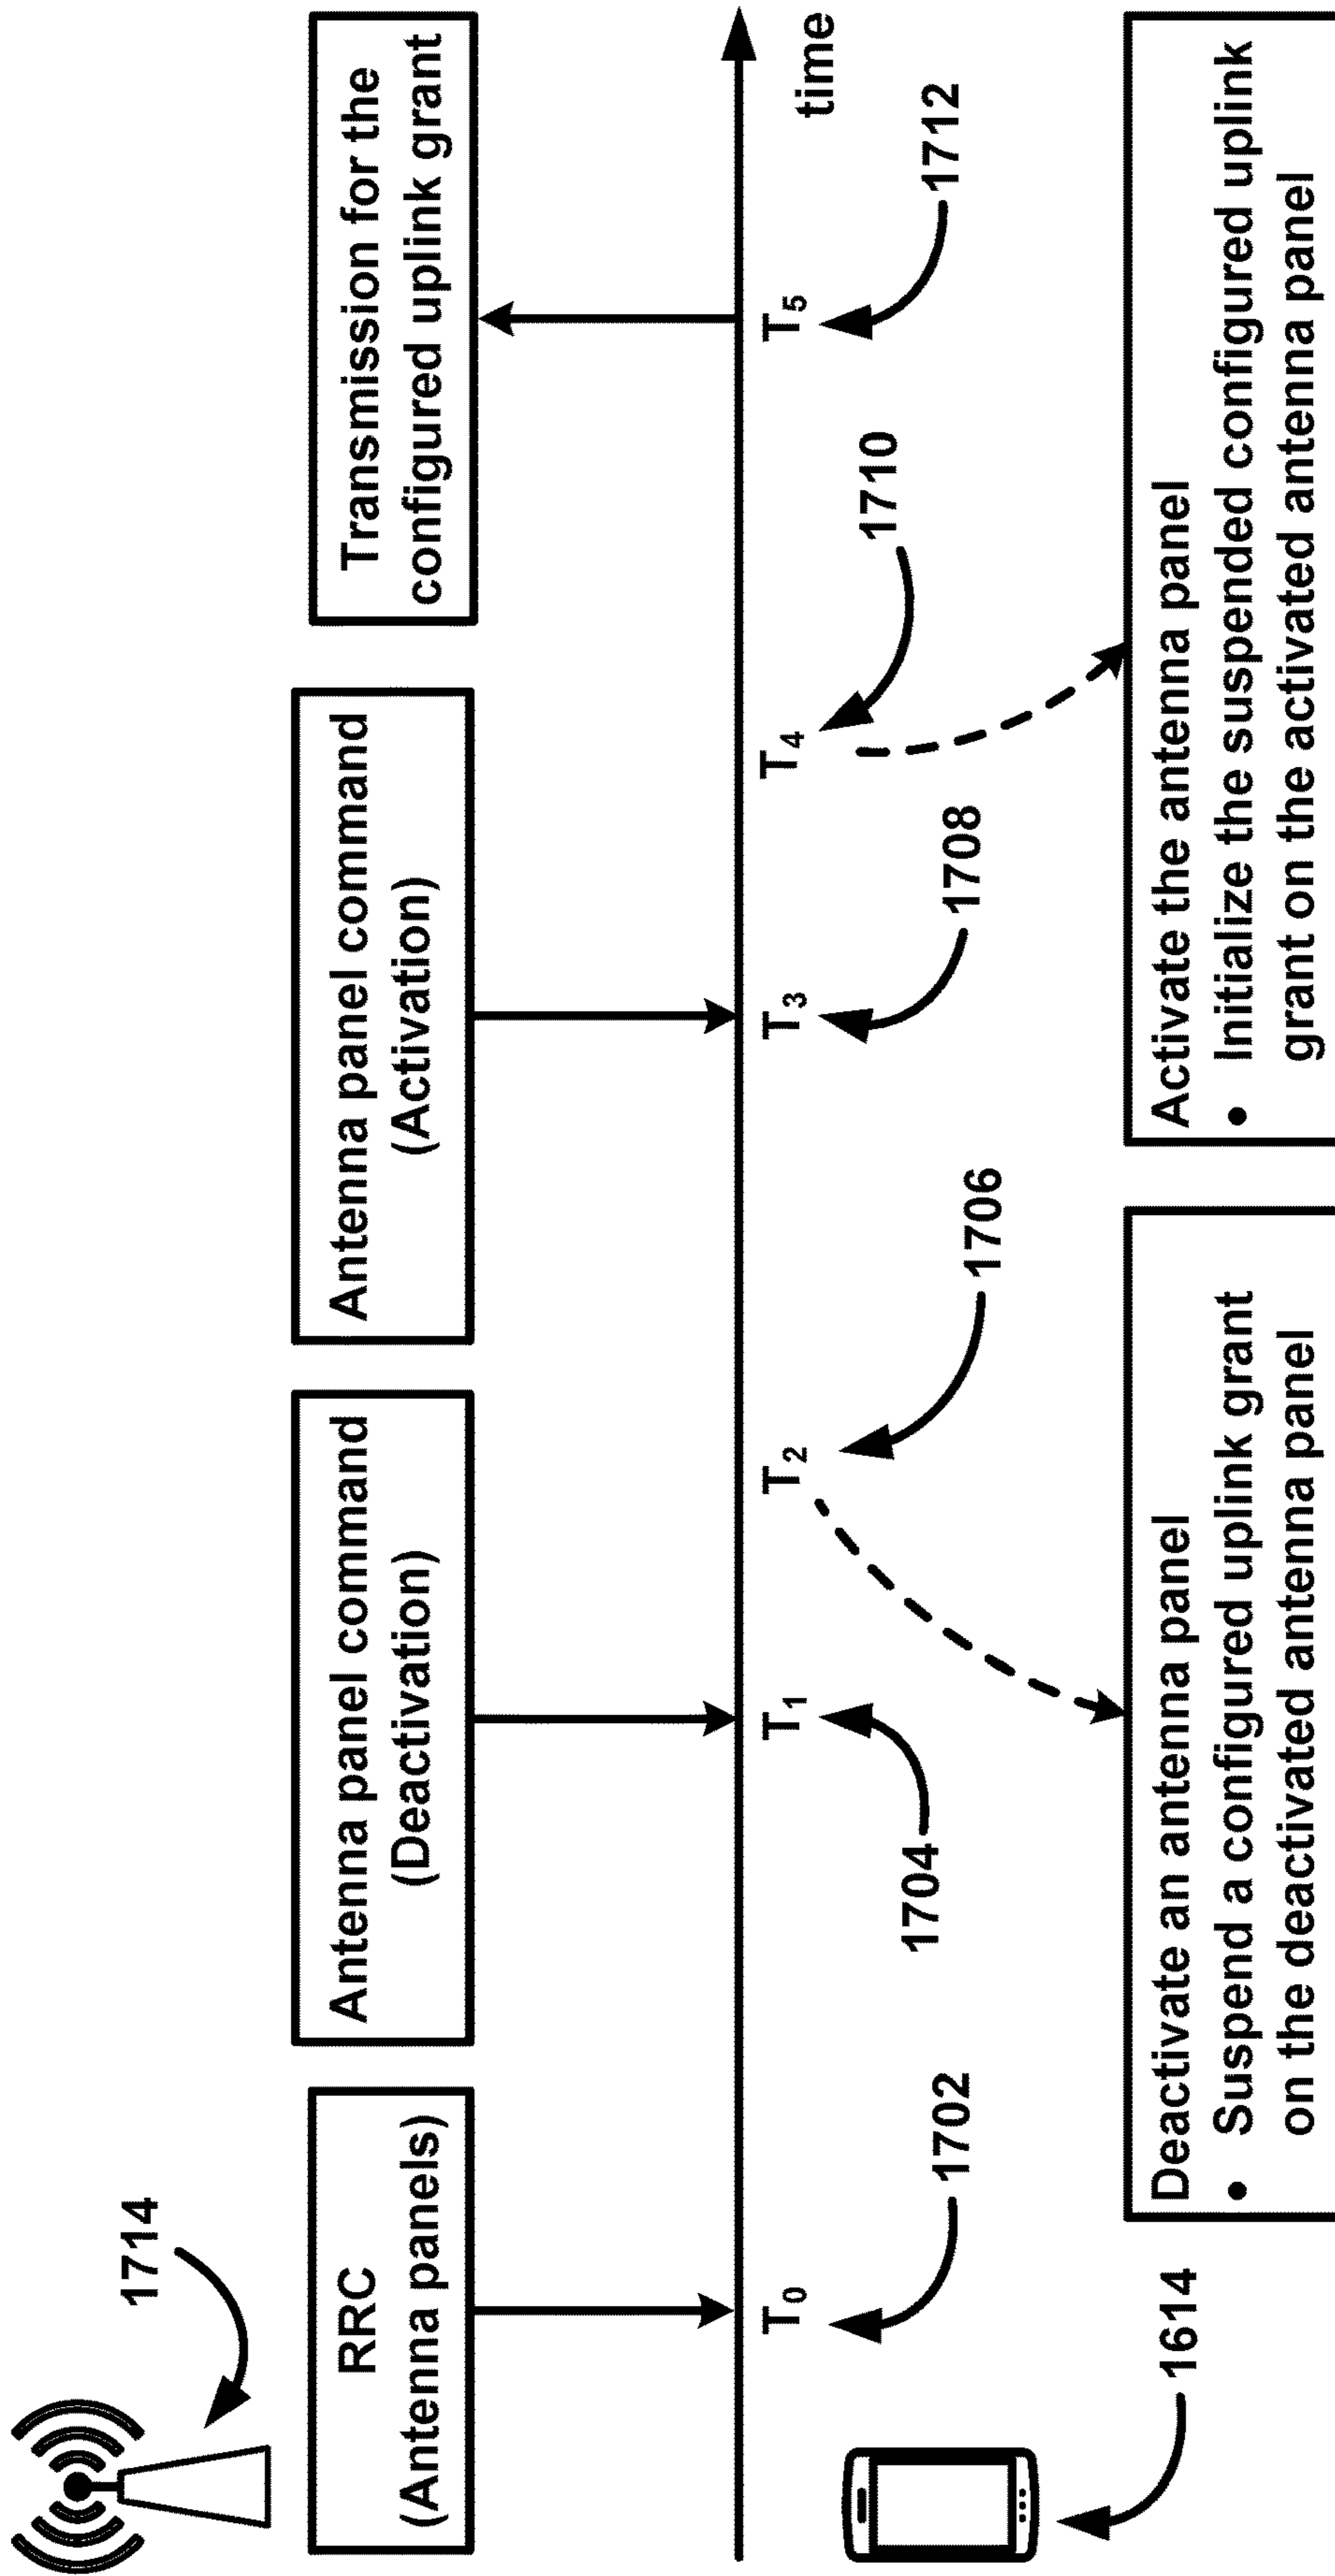 1714
RRC
(Antenna panels)
Antenna panel command
(Deactivation)
Antenna panel command
(Activation)
Transmission for the
configured uplink grant
time
T0
T1
T2
T3
T4
T5
1702
1704
1706
1708
1710
1712
1614
Deactivate an antenna panel
• Suspend a configured uplink grant
on the deactivated antenna panel
Activate the antenna panel
• Initialize the suspended configured uplink
grant on the activated antenna panel